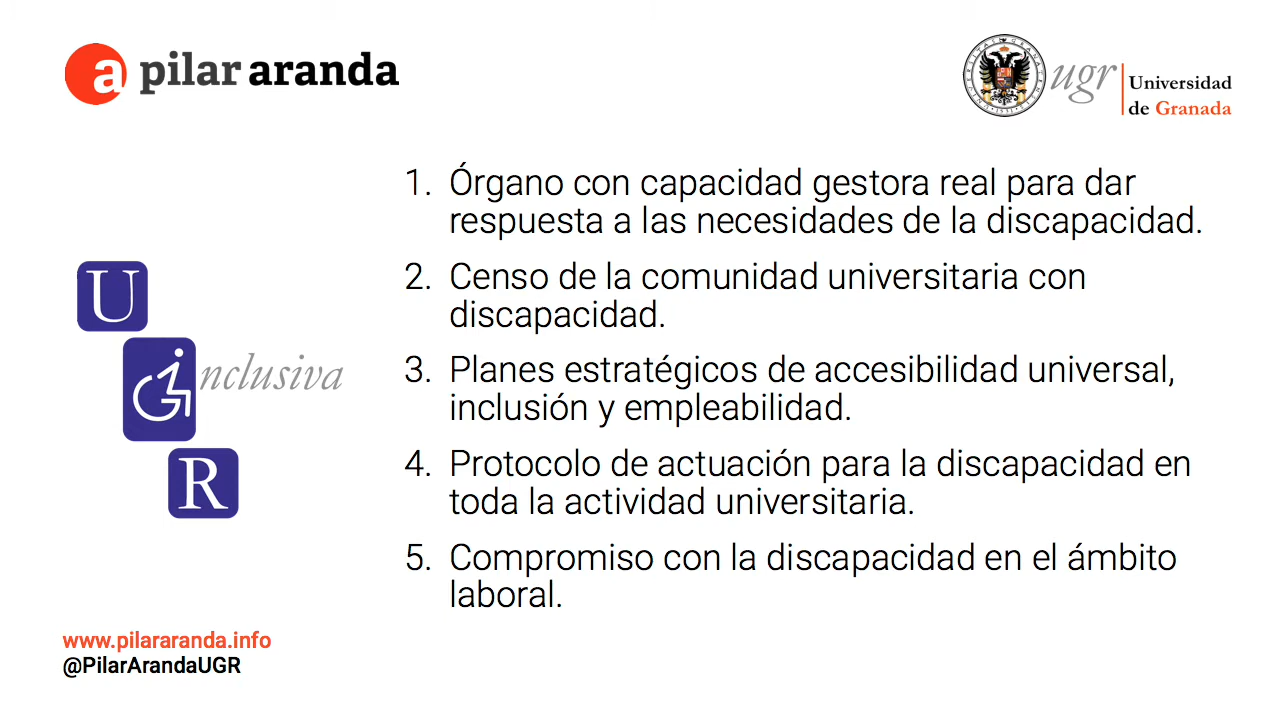 a pilar aranda
ugr Universidad
de Granada
1. Órgano con capacidad gestora real para dar
respuesta a las necesidades de la discapacidad.
2. Censo de la comunidad universitaria con
discapacidad.
3. Planes estratégicos de accesibilidad universal,
inclusión y empleabilidad.
4. Protocolo de actuación para la discapacidad en
toda la actividad universitaria.
5. Compromiso con la discapacidad en el ámbito
laboral.
U
inclusiva
R
www.pilararanda.info
@PilarArandaUGR